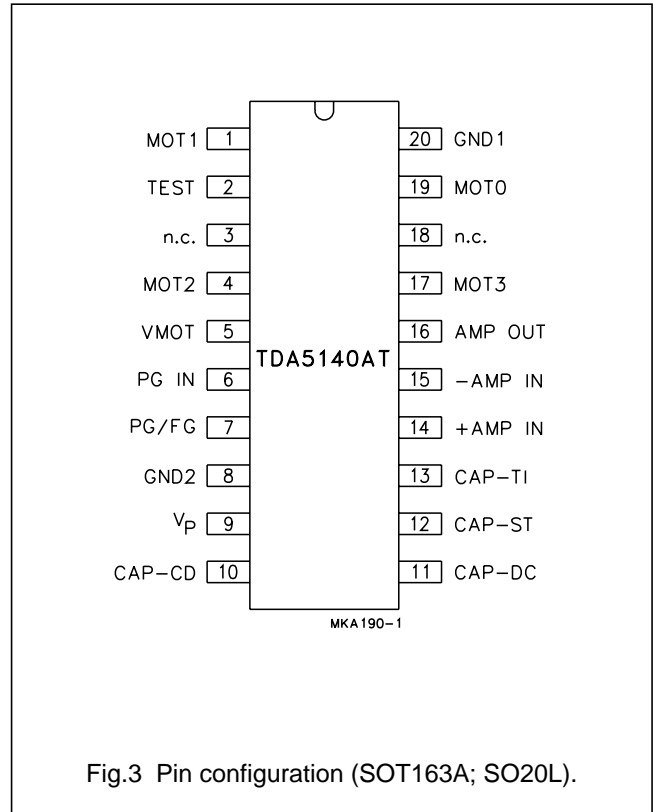 MOT1 1 20 GND1
TEST 2 19 MOT0
n.c. 3 18 n.c.
MOT2 4 17 MOT3
VMOT 5 16 AMP OUT
TDA5140AT
PG IN 6 15 -AMP IN
PG/FG 7 14 +AMP IN
GND2 8 13 CAP-TI
VP 9 12 CAP-ST
CAP-CD 10 11 CAP-DC
MKA190-1
Fig.3 Pin configuration (SOT163A; SO20L).